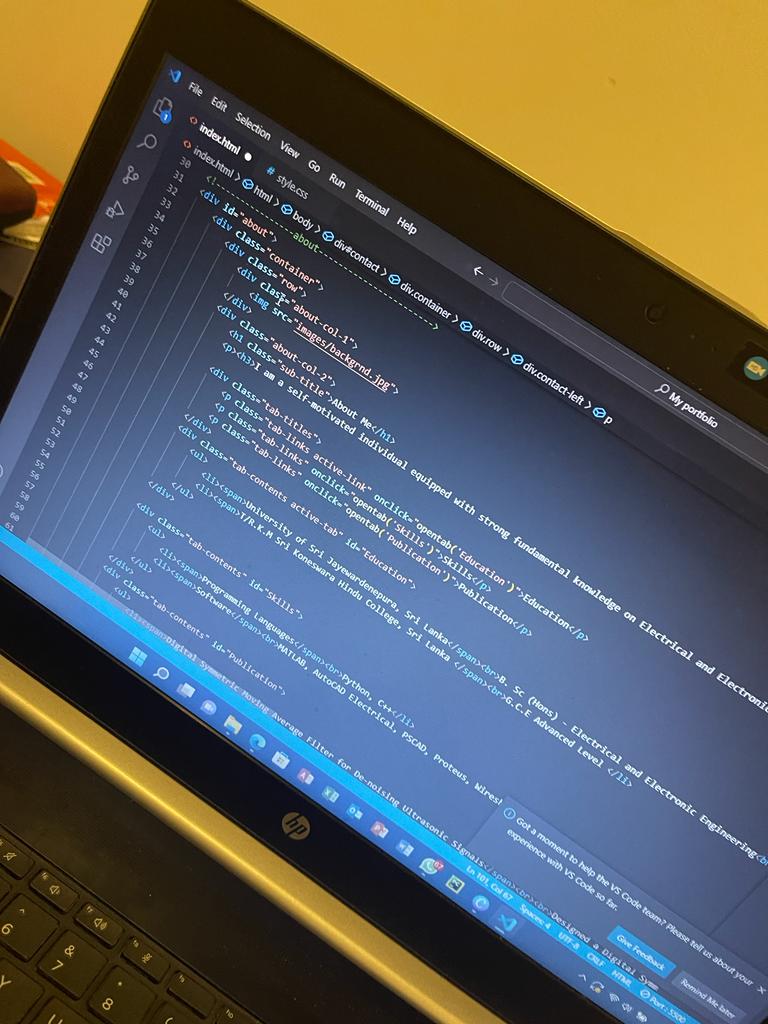 File Edit Selection View Go Run Terminal Help
My portfolio
EM
1
index.html
style.css
index.html > html > body > div#contact > div.container > div.row > div.contact-left > p
30
31 <!------------------about------------------------>
32 <div id="about">
33 <div class="container">
34 <div class="row">
35 <div class="about-col-1">
36 <img src="images/backgrnd.jpg">
37 </div>
38 <div class="about-col-2">
39 <h1 class="sub-title">About Me</h1>
40 <p><h3>I am a self-motivated individual equipped with strong fundamental knowledge on Electrical and Electronic
41 <div class="tab-titles">
42 <p class="tab-links active-link" onclick="opentab('Education')">Education</p>
43 <p class="tab-links" onclick="opentab('Skills')">Skills</p>
44 <p class="tab-links" onclick="opentab('Publication')">Publication</p>
45 </div>
46 <div class="tab-contents active-tab" id="Education">
47 <ul>
48 <li><span>University of Sri Jayewardenepura, Sri Lanka</span><br>B. Sc (Hons) - Electrical and Electronic Engineering<br
49 <li><span>T/R.K.M Sri Koneswara Hindu College, Sri Lanka </span><br>G.C.E Advanced Level </li>
50 </ul>
51 </div>
52 <div class="tab-contents" id="Skills">
53 <ul>
54 <li><span>Programming Languages</span><br>Python, C++</li>
55 <li><span>Software</span><br>MATLAB, AutoCAD Electrical, PSCAD, Proteus, Wires
56 </ul>
57 </div>
58 <div class="tab-contents" id="Publication">
59 <ul>
60 <li><span>Digital Symmetric Moving Average Filter for De-noising Ultrasonic Signals</span><br><br>Designed a Digital Symm
61
Got a moment to help the VS Code team? Please tell us about your
experience with VS Code so far.
Give Feedback
Remind Me later
Ln 101, Col 67 Spaces: 4 UTF-8 CRLF HTML Port: 5500
hp
^
6
&
7
*
8
Y
U